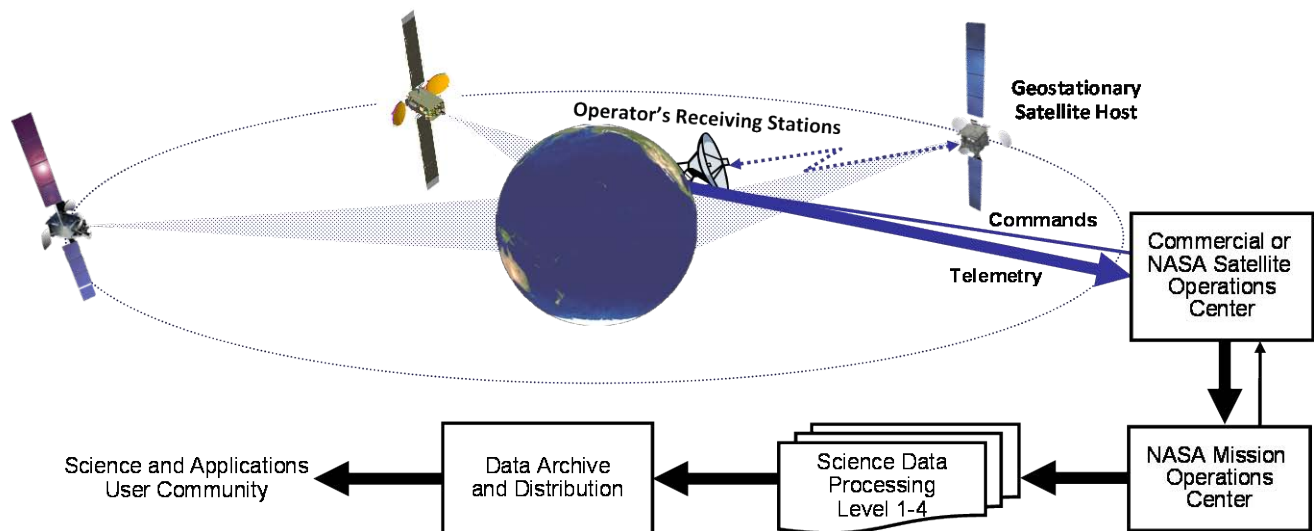 Geostationary
Satellite Host
Operator's Receiving Stations
Commands
Telemetry
Commercial or
NASA Satellite
Operations
Center
NASA Mission
Operations
Center
Science Data
Processing
Level 1-4
Data Archive
and Distribution
Science and Applications
User Community